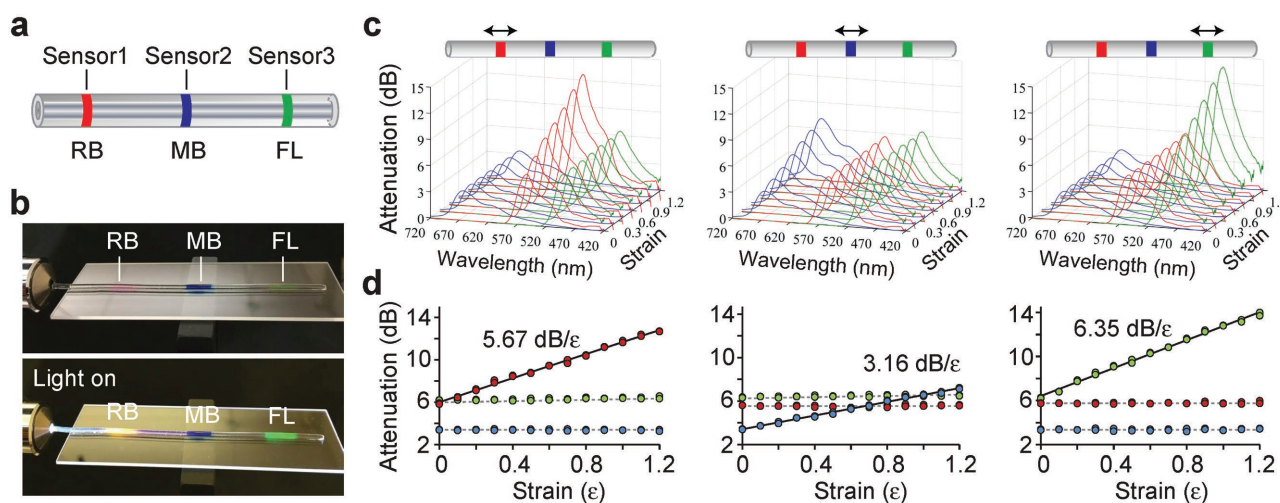 a
Sensor1 Sensor2 Sensor3
RB MB FL
b
RB MB FL
Light on
RB MB FL
c
Attenuation (dB)
15
12
9
6
3
0
720 670 620 570 520 470 420
Wavelength (nm)
0 0.3 0.6 0.9 1.2
Strain
15
12
9
6
3
0
720 670 620 570 520 470 420
Wavelength (nm)
0 0.3 0.6 0.9 1.2
Strain
15
12
9
6
3
0
720 670 620 570 520 470 420
Wavelength (nm)
0 0.3 0.6 0.9 1.2
Strain
d
Attenuation (dB)
14
10
6
2
5.67 dB/ε
0 0.4 0.8 1.2
Strain (ε)
14
10
6
2
3.16 dB/ε
0 0.4 0.8 1.2
Strain (ε)
14
10
6
2
6.35 dB/ε
0 0.4 0.8 1.2
Strain (ε)